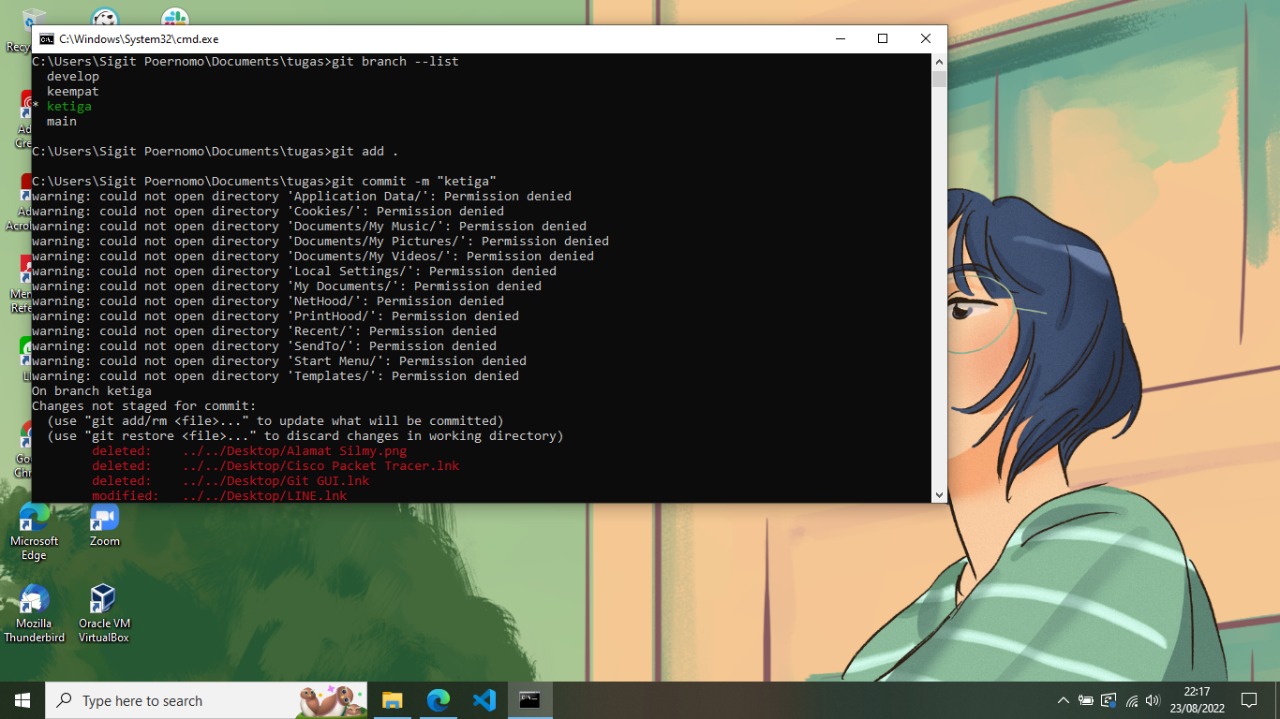 C:\Windows\System32\cmd.exe
C:\Users\Sigit Poernomo\Documents\tugas>git branch --list
develop
keempat
* ketiga
main
C:\Users\Sigit Poernomo\Documents\tugas>git add .
C:\Users\Sigit Poernomo\Documents\tugas>git commit -m "ketiga"
warning: could not open directory 'Application Data/': Permission denied
warning: could not open directory 'Cookies/': Permission denied
warning: could not open directory 'Documents/My Music/': Permission denied
warning: could not open directory 'Documents/My Pictures/': Permission denied
warning: could not open directory 'Documents/My Videos/': Permission denied
warning: could not open directory 'Local Settings/': Permission denied
warning: could not open directory 'My Documents/': Permission denied
warning: could not open directory 'NetHood/': Permission denied
warning: could not open directory 'PrintHood/': Permission denied
warning: could not open directory 'Recent/': Permission denied
warning: could not open directory 'SendTo/': Permission denied
warning: could not open directory 'Start Menu/': Permission denied
warning: could not open directory 'Templates/': Permission denied
On branch ketiga
Changes not staged for commit:
(use "git add/rm <file>..." to update what will be committed)
(use "git restore <file>..." to discard changes in working directory)
deleted: ../../Desktop/Alamat Silmy.png
deleted: ../../Desktop/Cisco Packet Tracer.lnk
deleted: ../../Desktop/Git GUI.lnk
modified: ../../Desktop/LINE.lnk
Microsoft Edge
Zoom
Mozilla Thunderbird
Oracle VM VirtualBox
Type here to search
22:17
23/08/2022